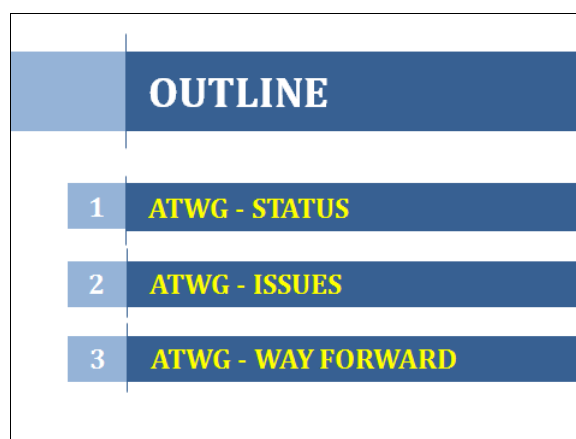 OUTLINE
1 ATWG - STATUS
2 ATWG - ISSUES
3 ATWG - WAY FORWARD